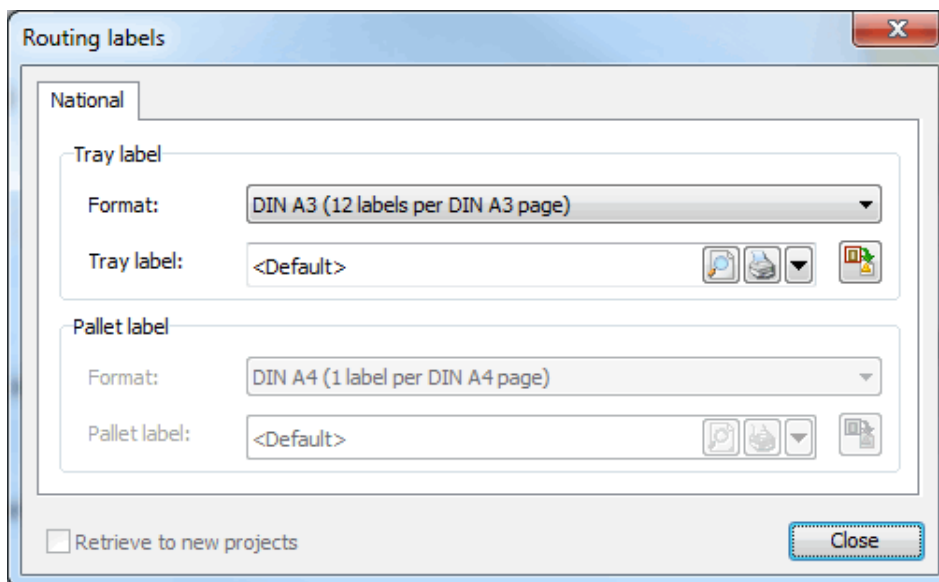 Routing labels
National
Tray label
Format:
DIN A3 (12 labels per DIN A3 page)
Tray label:
<Default>
Pallet label
Format:
DIN A4 (1 label per DIN A4 page)
Pallet label:
<Default>
Retrieve to new projects
Close